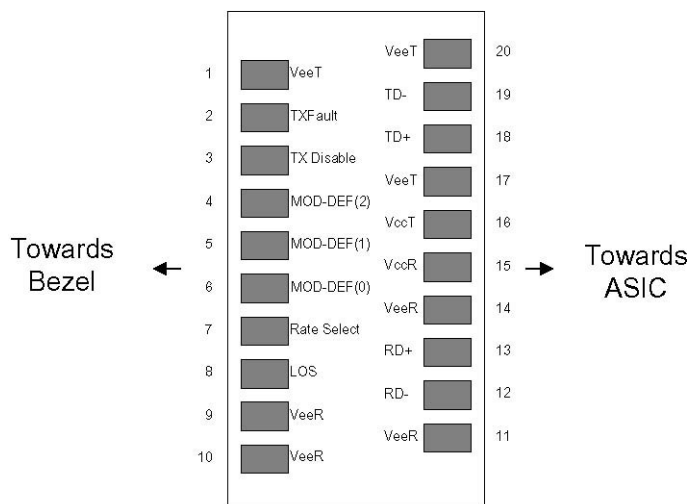 Towards
Bezel
1 VeeT
2 TXFault
3 TX Disable
4 MOD-DEF(2)
5 MOD-DEF(1)
6 MOD-DEF(0)
7 Rate Select
8 LOS
9 VeeR
10 VeeR
VeeT 20
TD- 19
TD+ 18
VeeT 17
VccT 16
VccR 15
VeeR 14
RD+ 13
RD- 12
VeeR 11
Towards
ASIC